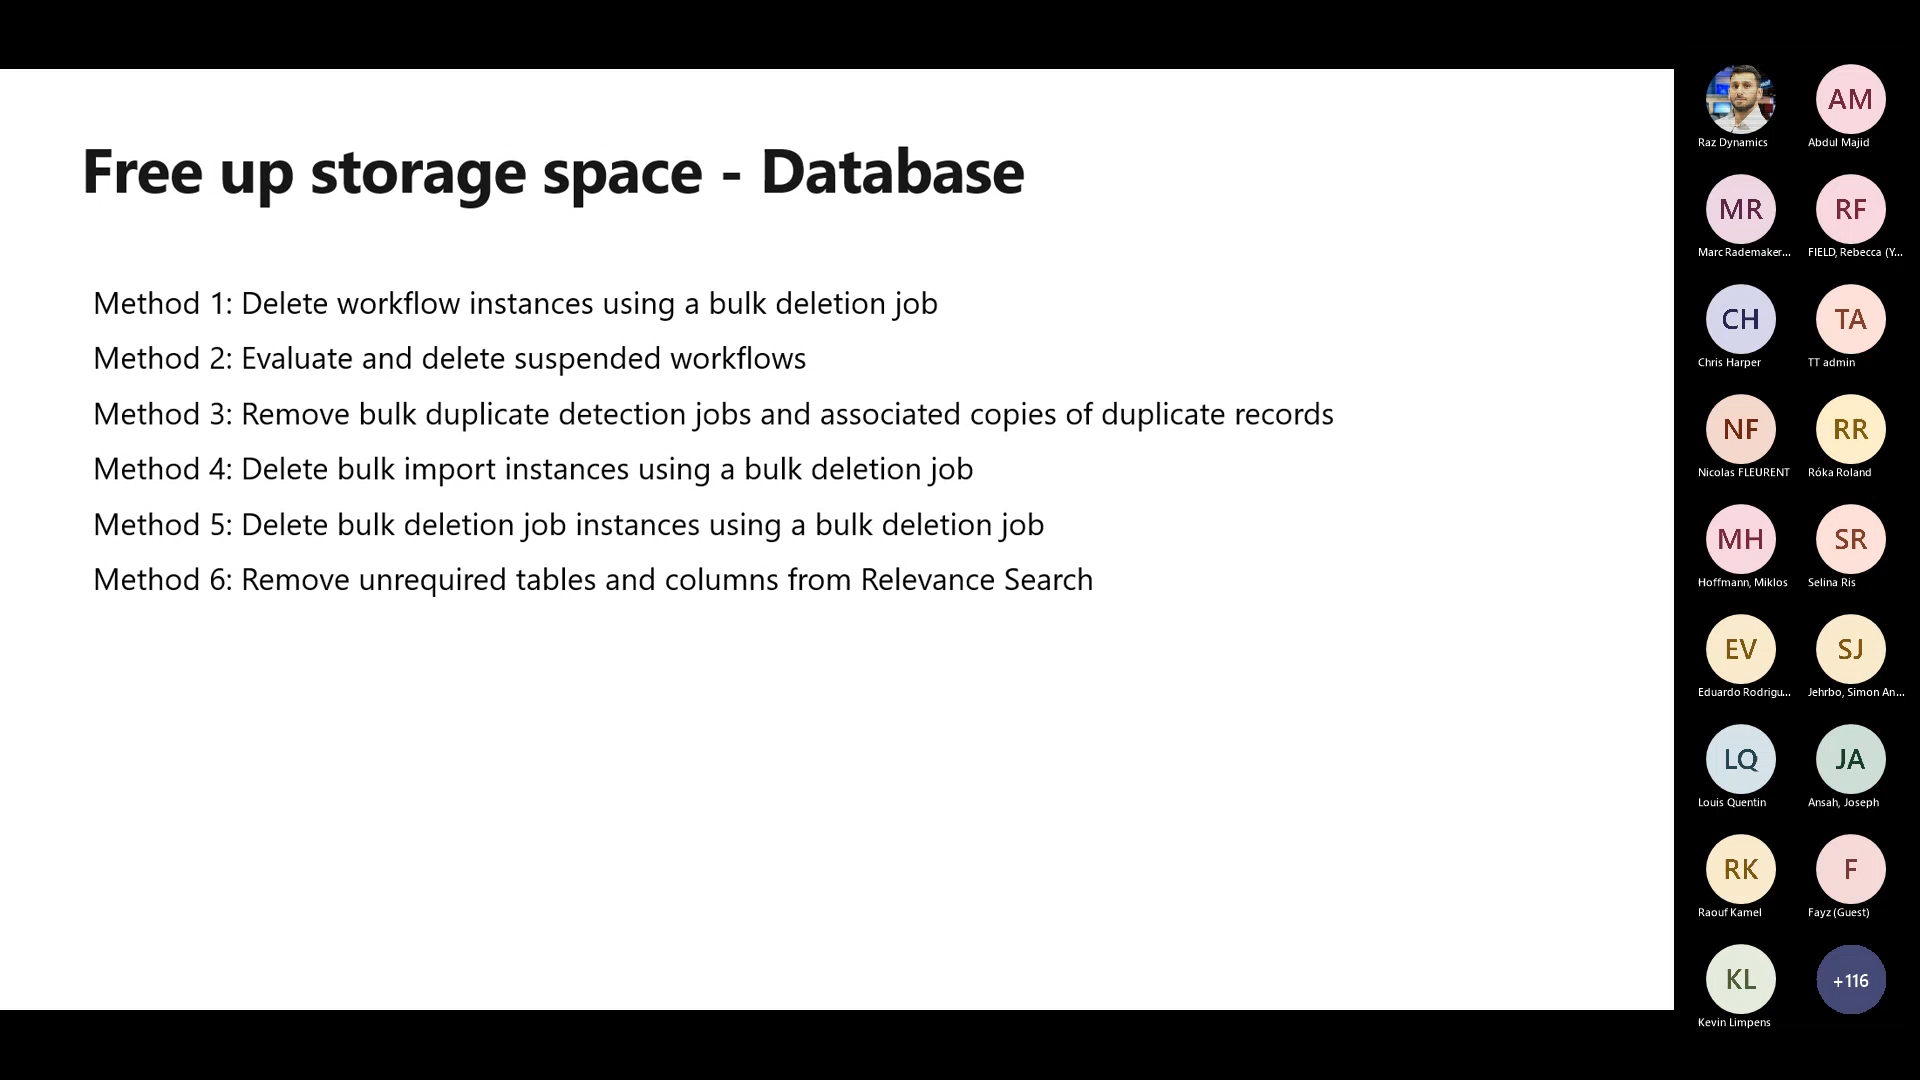 Free up storage space - Database
Method 1: Delete workflow instances using a bulk deletion job
Method 2: Evaluate and delete suspended workflows
Method 3: Remove bulk duplicate detection jobs and associated copies of duplicate records
Method 4: Delete bulk import instances using a bulk deletion job
Method 5: Delete bulk deletion job instances using a bulk deletion job
Method 6: Remove unrequired tables and columns from Relevance Search
Raz Dynamics
AM
Abdul Majid
MR
Marc Rademaker...
RF
FIELD, Rebecca (Y...
CH
Chris Harper
TA
TT admin
NF
Nicolas FLEURENT
RR
Róka Roland
MH
Hoffmann, Miklos
SR
Selina Ris
EV
Eduardo Rodrigu...
SJ
Jehrbo, Simon An...
LQ
Louis Quentin
JA
Ansah, Joseph
RK
Raouf Kamel
F
Fayz (Guest)
KL
Kevin Limpens
+116